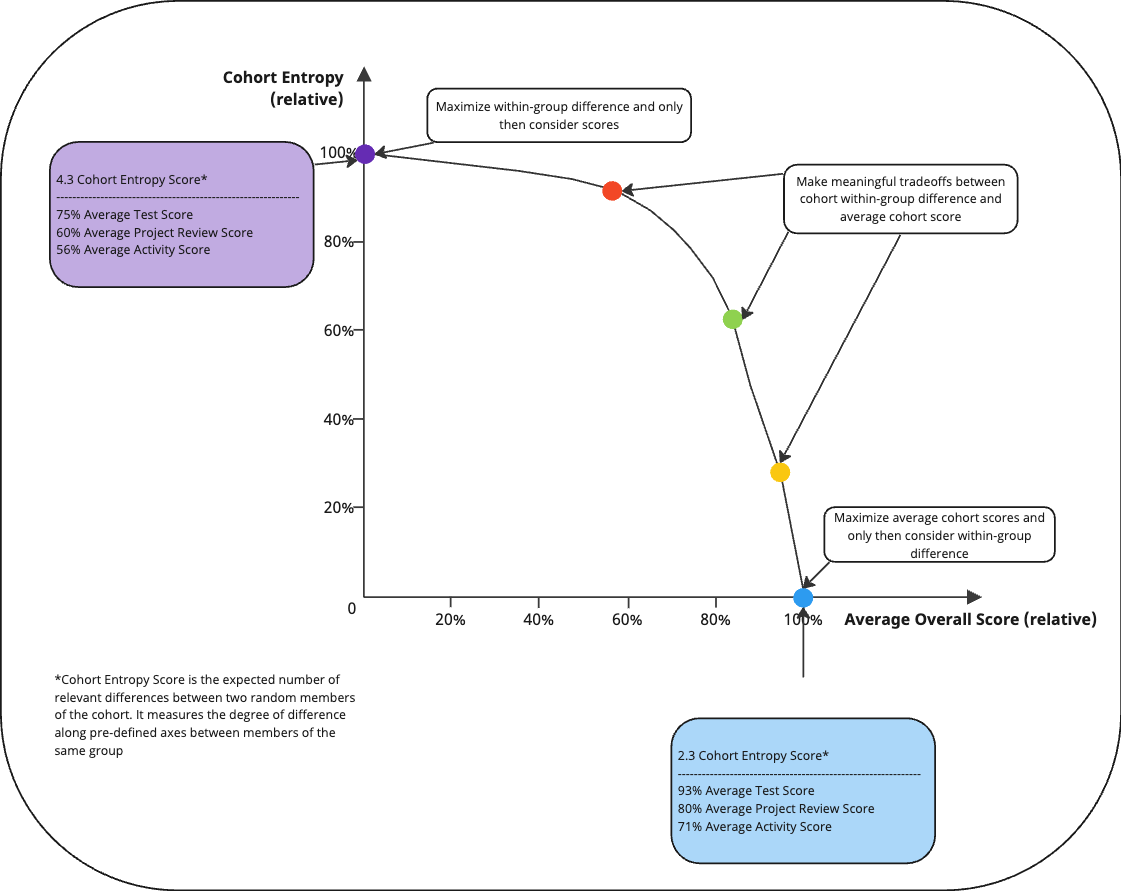 Cohort Entropy
(relative)
Maximize within-group difference and only
then consider scores
100%
4.3 Cohort Entropy Score*
75% Average Test Score
60% Average Project Review Score
56% Average Activity Score
Make meaningful tradeoffs between
cohort within-group difference and
average cohort score
80%
60%
40%
20%
Maximize average cohort scores and
only then consider within-group
difference
0
20%
40%
60%
80%
100%
Average Overall Score (relative)
*Cohort Entropy Score is the expected number of
relevant differences between two random members
of the cohort. It measures the degree of difference
along pre-defined axes between members of the
same group
2.3 Cohort Entropy Score*
93% Average Test Score
80% Average Project Review Score
71% Average Activity Score